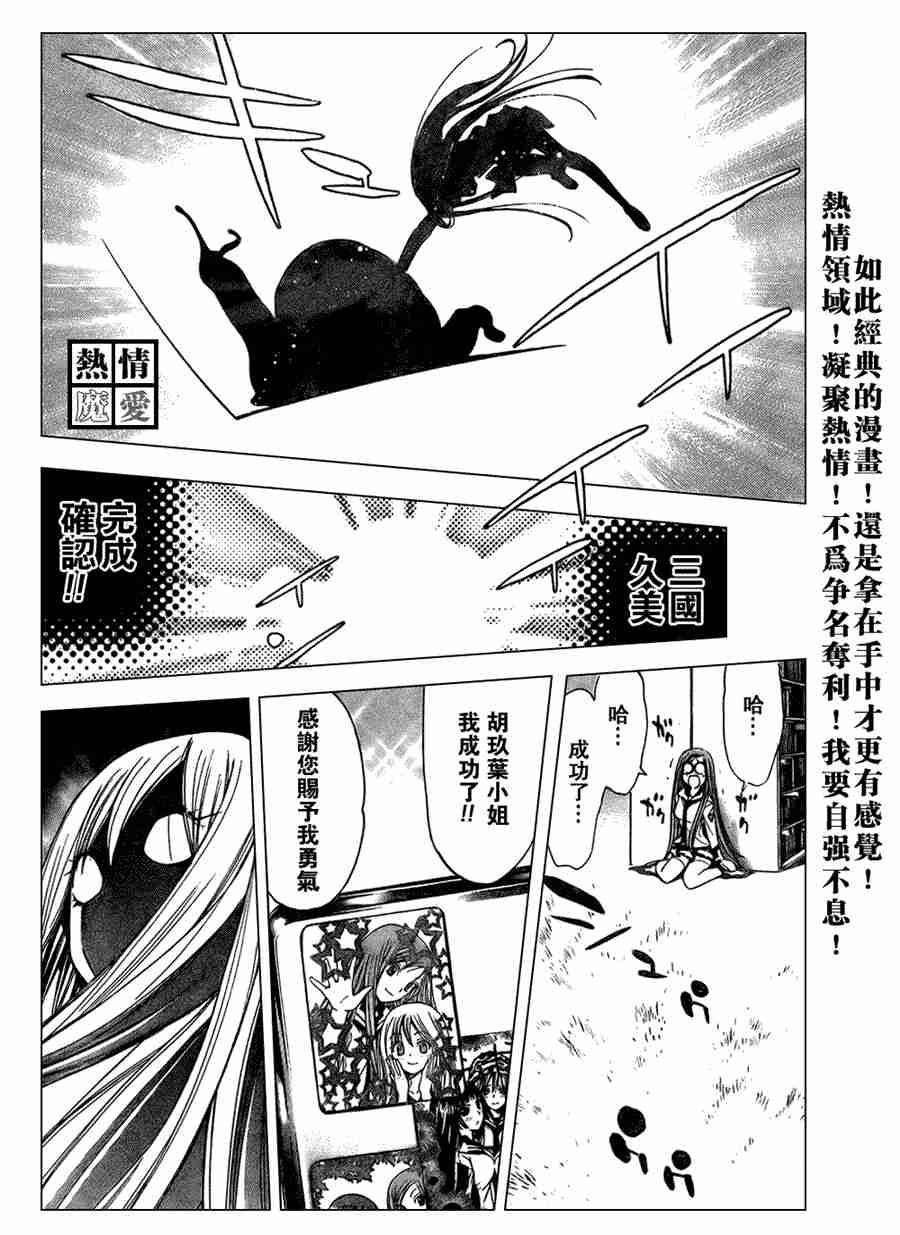 如此經典的漫畫！還是拿在手中才更有感覺！
熱情領域！凝聚熱情！不爲争名奪利！我要自强不息！
熱情
魔愛
三國
久美
完成
確認!!
哈…
哈…
成功了…
胡玖葉小姐
我成功了!!
感謝您賜予我勇氣